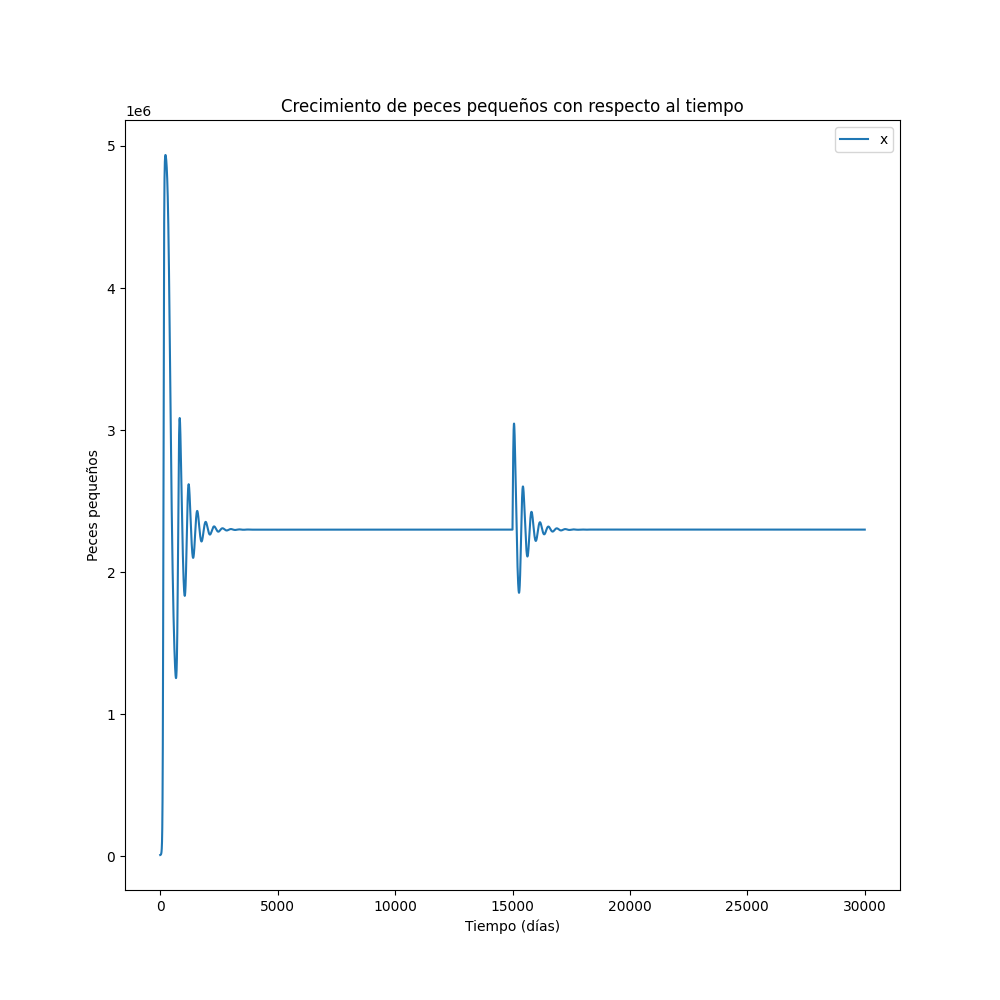 Crecimiento de peces pequeños con respecto al tiempo
1e6
x
5
4
3
2
1
0
Peces pequeños
0 5000 10000 15000 20000 25000 30000
Tiempo (días)